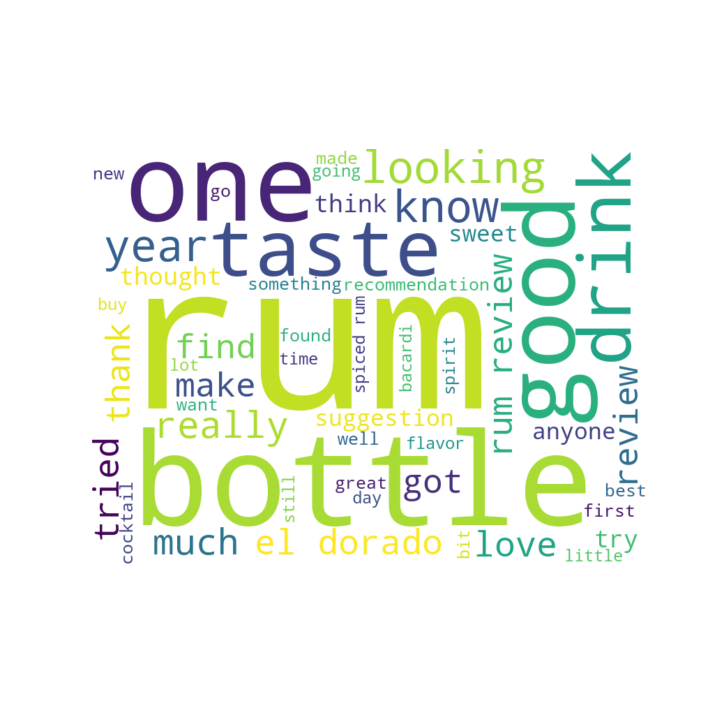 made
looking
new
one
going
go
think
know
drink
good
year
taste
sweet
thought
something
recommendation
buy
rum
rum review
thank
find
found
spiced rum
bacardi
spirit
lot
time
make
want
really
suggestion
review
anyone
well
flavor
bottle
tried
cocktail
still
great
day
got
best
first
much
el dorado
bit
love
try
little